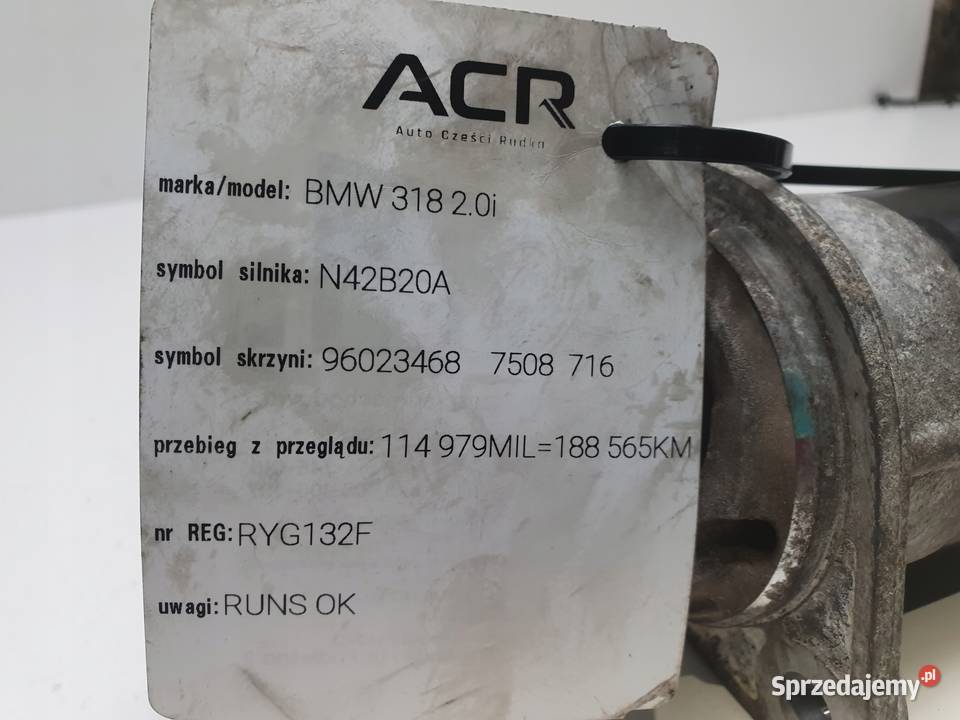 ACR
Auto Części Rudka
marka/model: BMW 318 2.0i
symbol silnika: N42B20A
symbol skrzyni: 96023468 7508 716
przebieg z przeglądu: 114 979MIL=188 565KM
nr REG: RYG132F
uwagi: RUNS OK
Sprzedajemy.pl